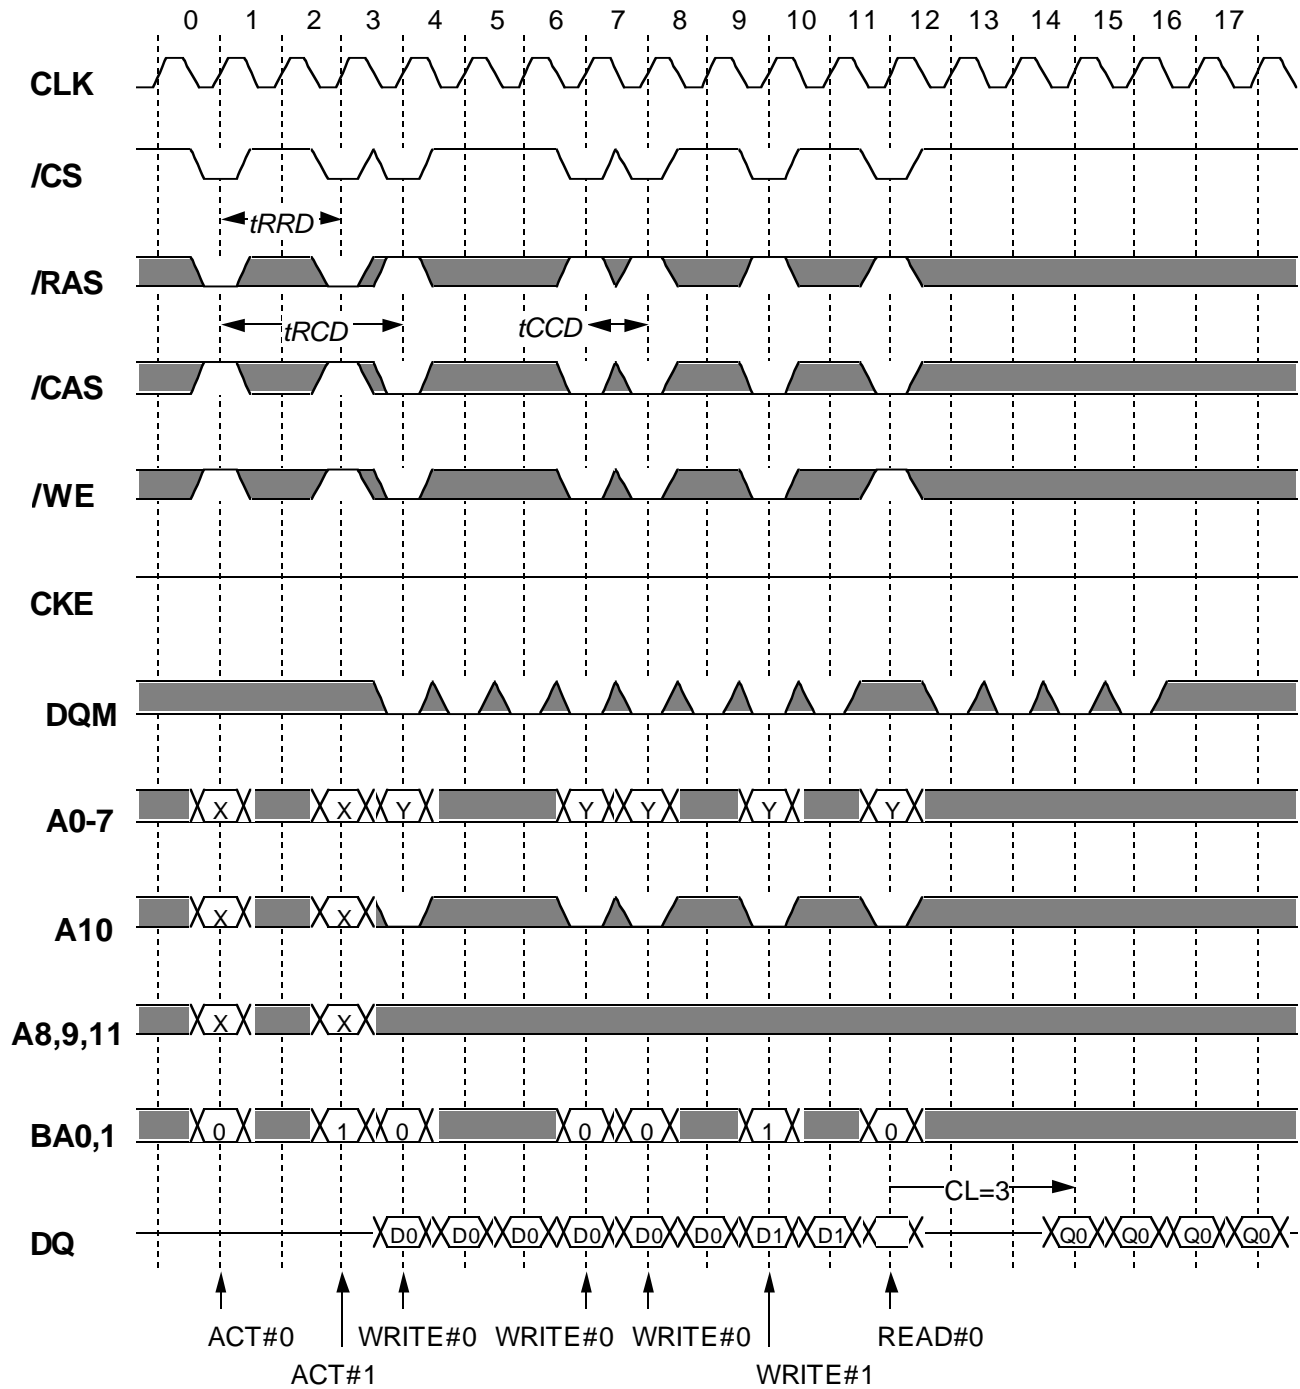 0 1 2 3 4 5 6 7 8 9 10 11 12 13 14 15 16 17
CLK
/CS
tRRD
/RAS
tRCD tCCD
/CAS
/WE
CKE
DQM
A0-7 X X Y Y Y Y Y
A10 X X
A8,9,11 X X
BA0,1 0 1 0 0 0 1 0
CL=3
DQ D0 D0 D0 D0 D0 D0 D1 D1 Q0 Q0 Q0 Q0
ACT#0 WRITE#0 WRITE#0 WRITE#0 READ#0
ACT#1 WRITE#1